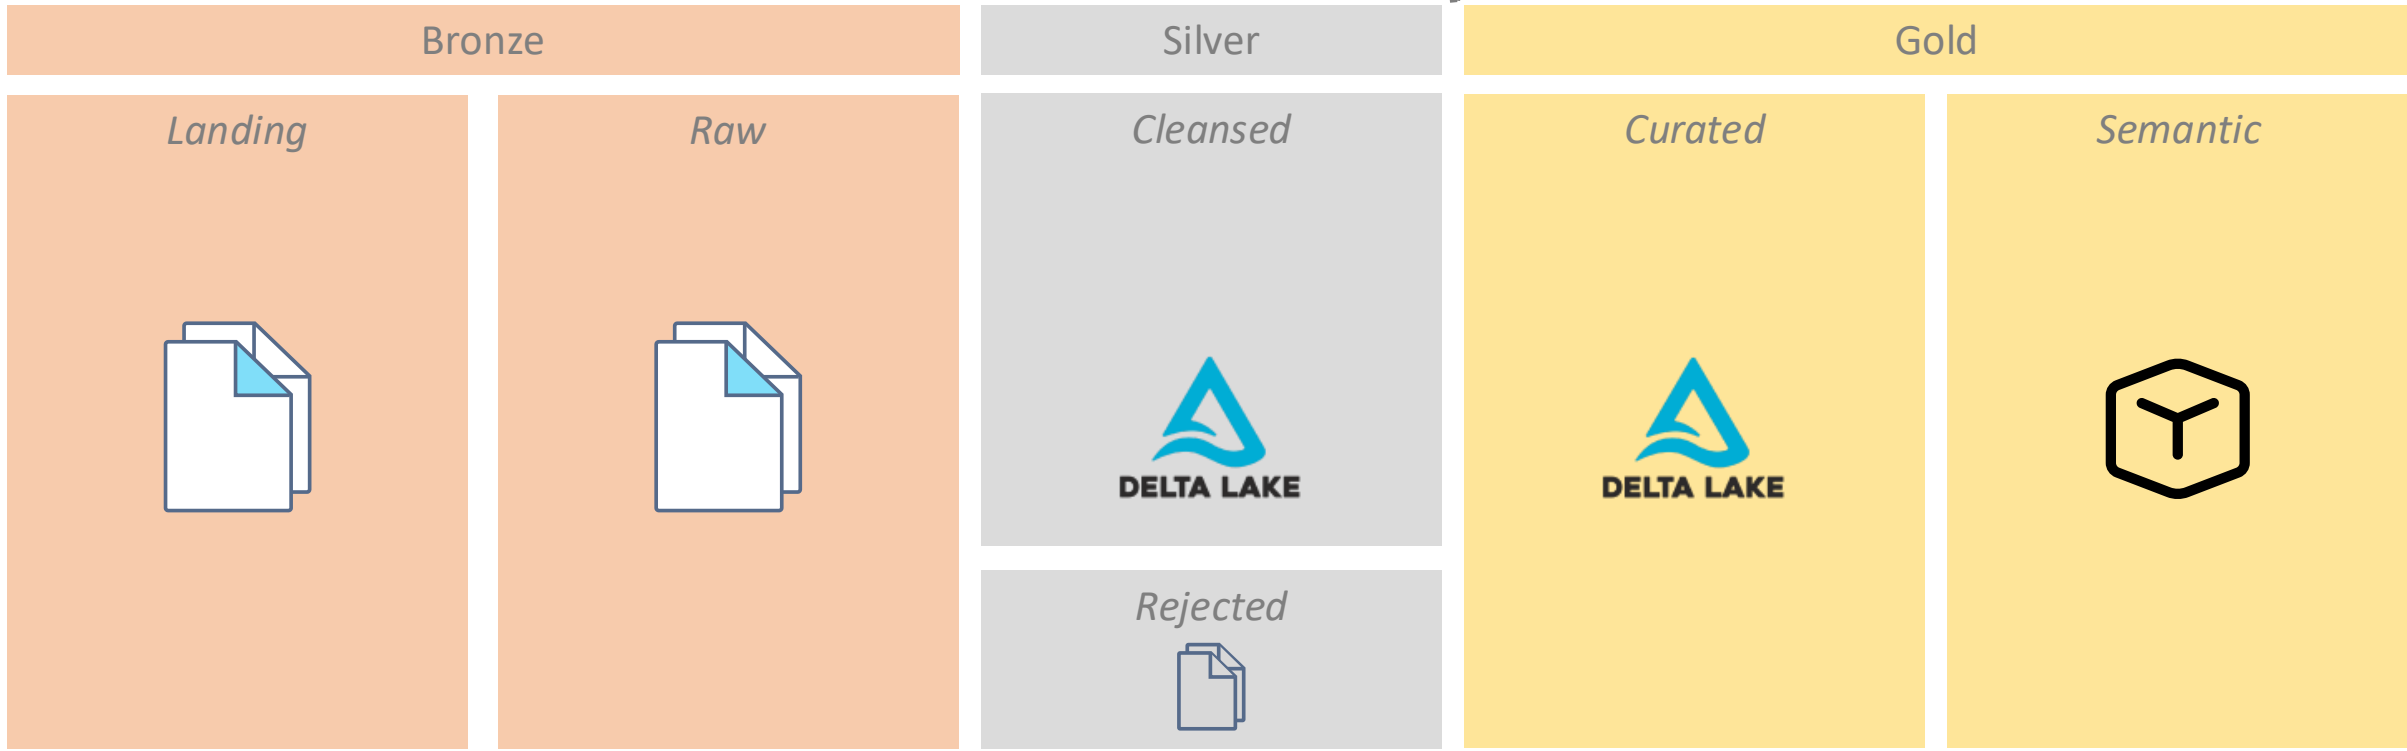 Bronze
Silver
Gold
Landing
Raw
Cleansed
Curated
Semantic
DELTA LAKE
DELTA LAKE
Rejected